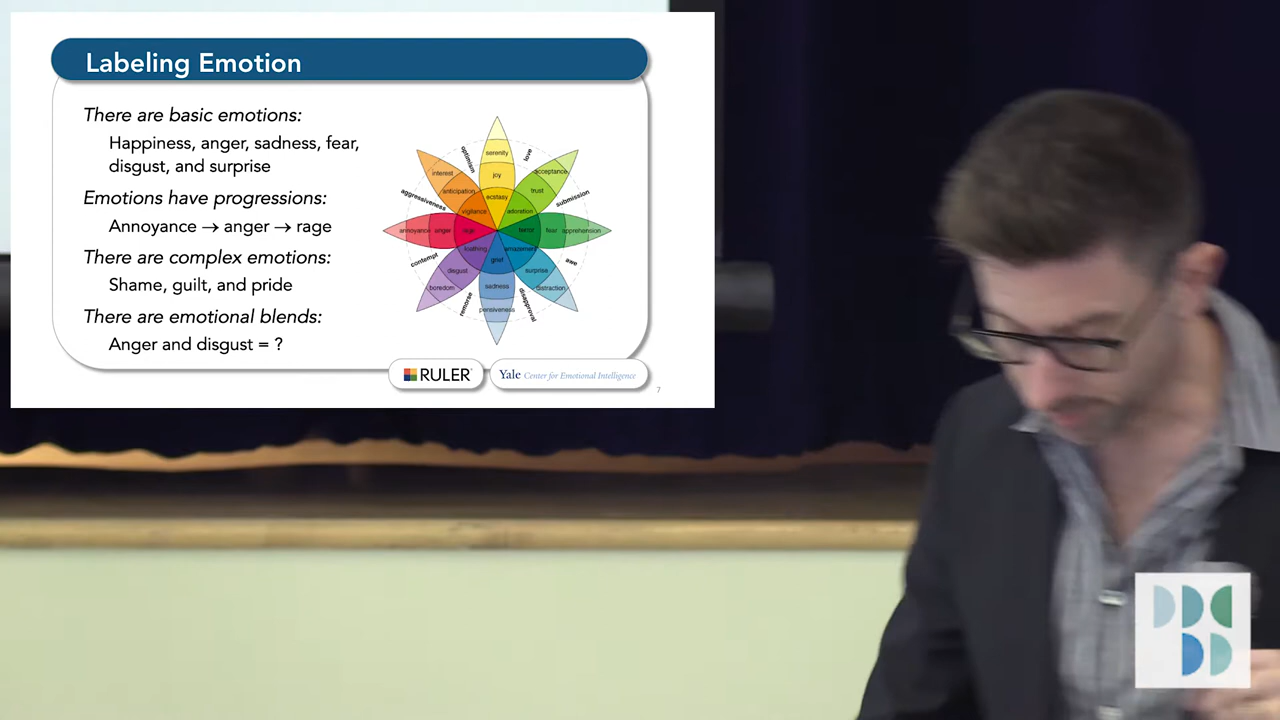 Labeling Emotion
There are basic emotions:
Happiness, anger, sadness, fear,
disgust, and surprise
Emotions have progressions:
Annoyance → anger → rage
There are complex emotions:
Shame, guilt, and pride
There are emotional blends:
Anger and disgust = ?
serenity
optimism
love
interest
joy
acceptance
anticipation
ecstasy
trust
aggressiveness
submission
vigilance
adoration
annoyance
anger
rage
terror
fear
apprehension
loathing
amazement
contempt
grief
awe
disgust
surprise
boredom
sadness
distraction
remorse
pensiveness
disapproval
RULER
Yale Center for Emotional Intelligence
7